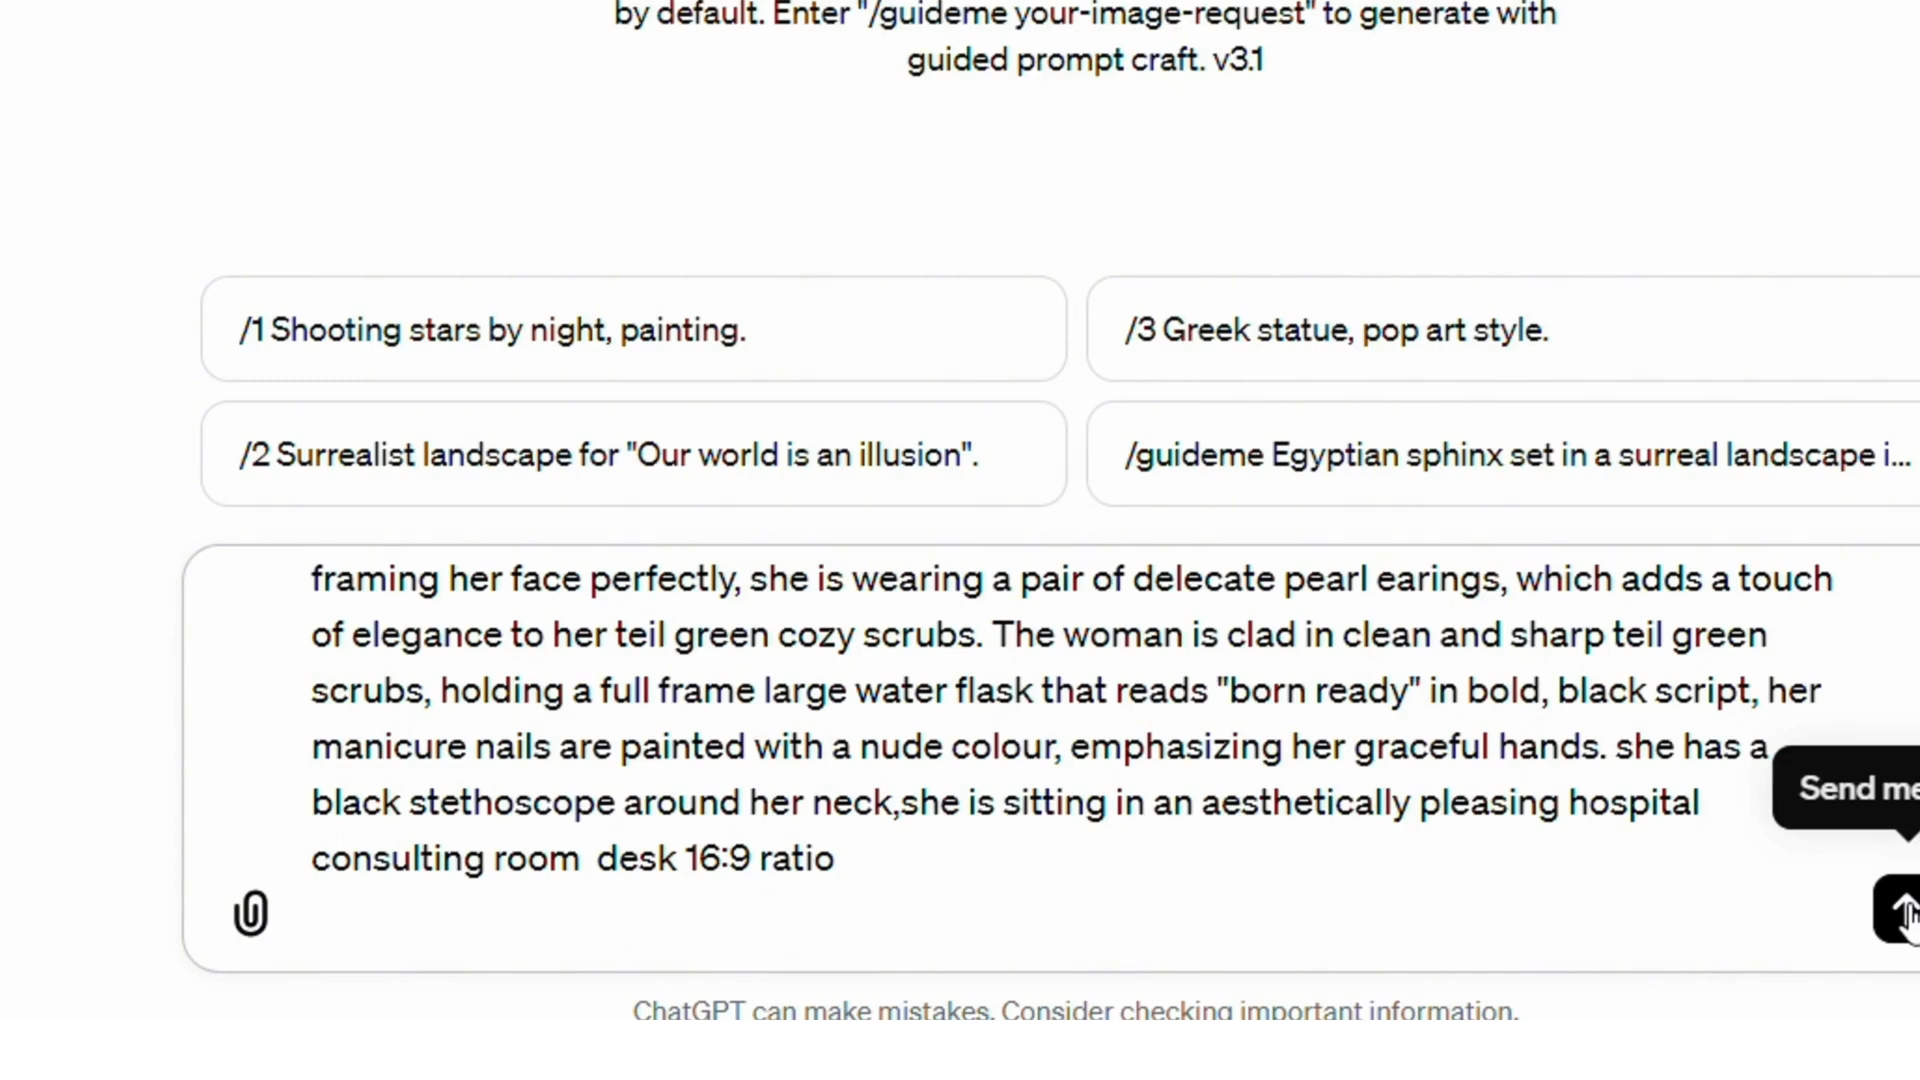 by default. Enter "/guideme your-image-request" to generate with
guided prompt craft. v3.1
/1 Shooting stars by night, painting.
/3 Greek statue, pop art style.
/2 Surrealist landscape for "Our world is an illusion".
/guideme Egyptian sphinx set in a surreal landscape i...
framing her face perfectly, she is wearing a pair of delecate pearl earings, which adds a touch
of elegance to her teil green cozy scrubs. The woman is clad in clean and sharp teil green
scrubs, holding a full frame large water flask that reads "born ready" in bold, black script, her
manicure nails are painted with a nude colour, emphasizing her graceful hands. she has a
black stethoscope around her neck,she is sitting in an aesthetically pleasing hospital
consulting room  desk 16:9 ratio
Send me
ChatGPT can make mistakes. Consider checking important information.